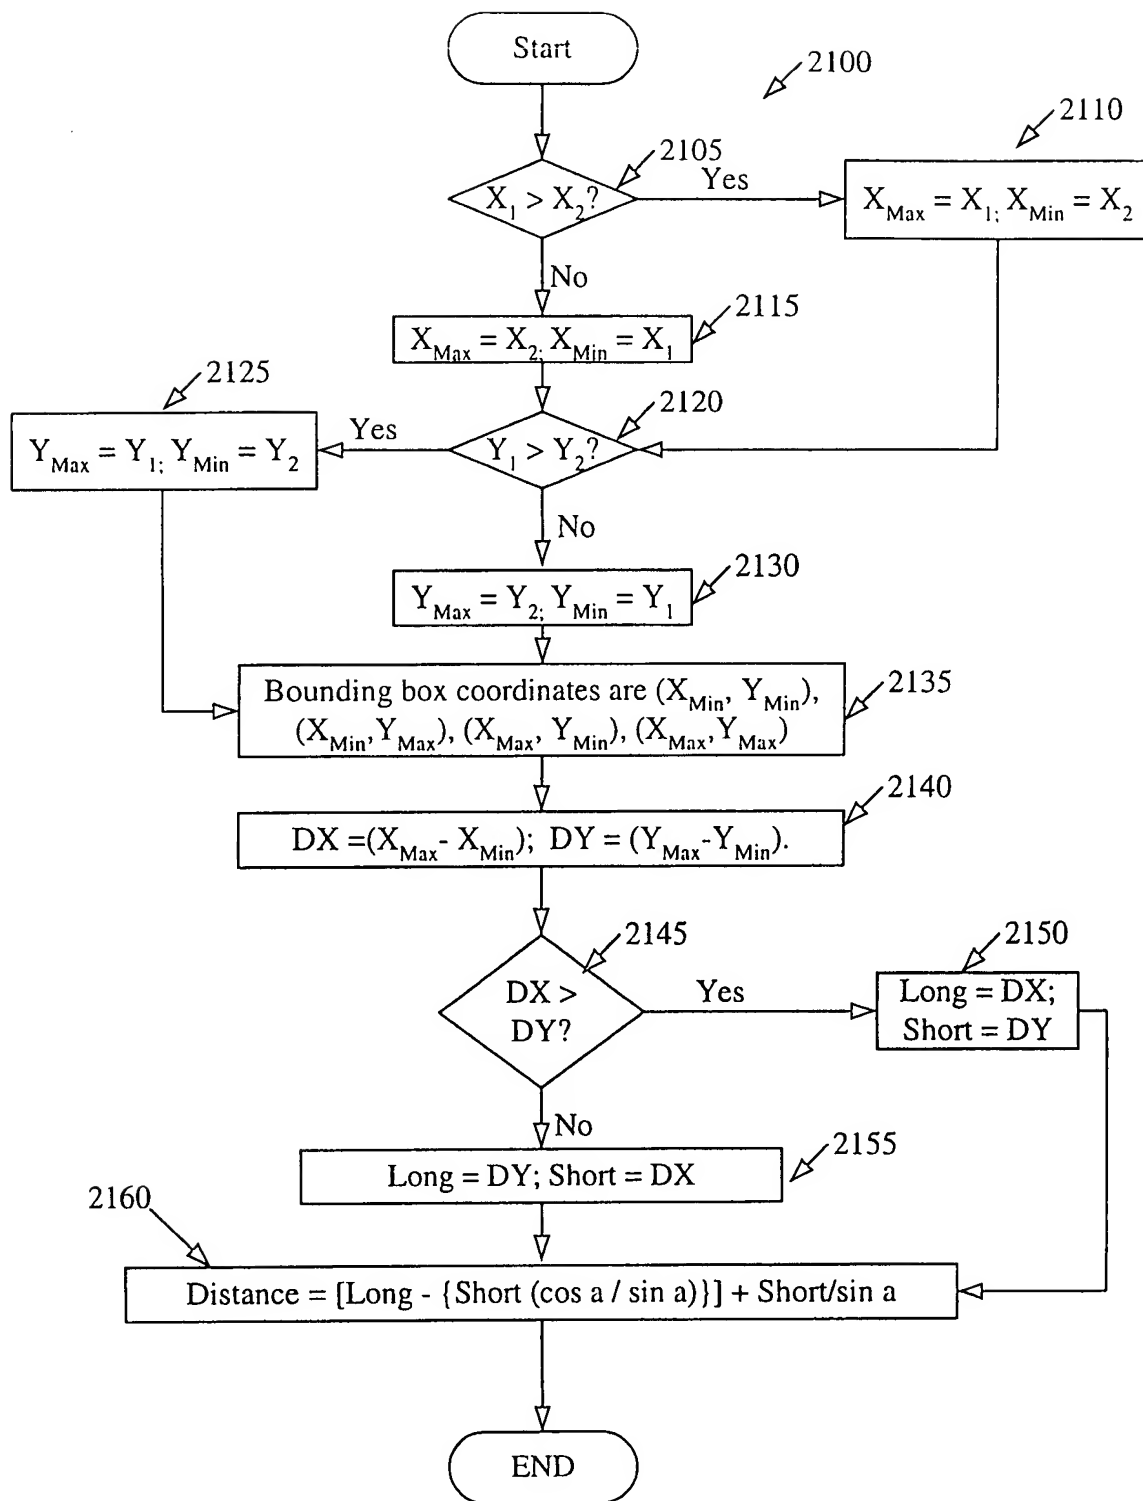 Start
2100
2110
2105
X1 > X2?
Yes
XMax = X1; XMin = X2
No
2115
XMax = X2; XMin = X1
2125
2120
YMax = Y1; YMin = Y2
Yes
Y1 > Y2?
No
2130
YMax = Y2; YMin = Y1
2135
Bounding box coordinates are (XMin, YMin),
(XMin,YMax), (XMax, YMin), (XMax,YMax)
2140
DX =(XMax- XMin); DY = (YMax-YMin).
2145
2150
DX >
DY?
Yes
Long = DX;
Short = DY
No
2155
Long = DY; Short = DX
2160
Distance = [Long - {Short (cos a / sin a)}] + Short/sin a
END